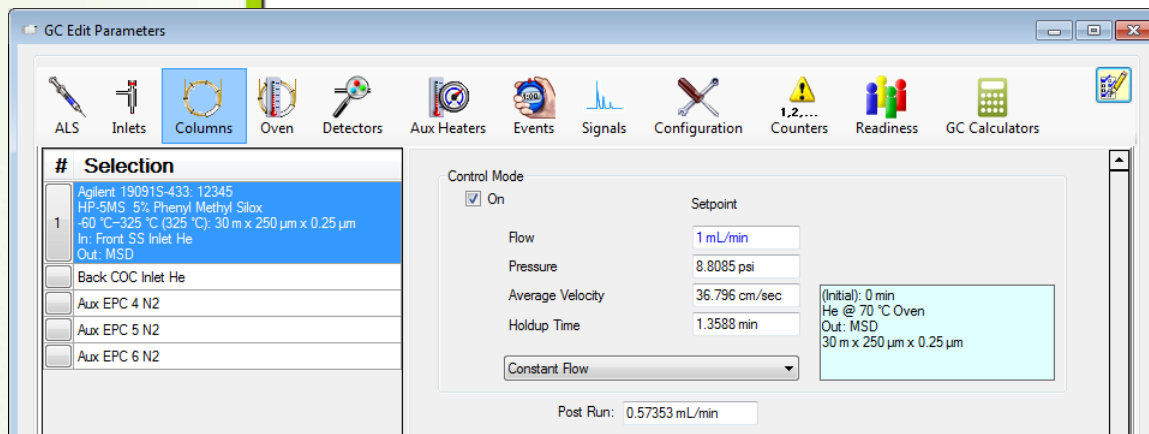 GC Edit Parameters
ALS Inlets Columns Oven Detectors Aux Heaters Events Signals Configuration Counters Readiness GC Calculators
1:00
1,2,...
# Selection
1
Agilent 19091S-433: 12345
HP-5MS 5% Phenyl Methyl Silox
-60 °C-325 °C (325 °C): 30 m x 250 µm x 0.25 µm
In: Front SS Inlet He
Out: MSD
Back COC Inlet He
Aux EPC 4 N2
Aux EPC 5 N2
Aux EPC 6 N2
Control Mode
On
Setpoint
Flow 1 mL/min
Pressure 8.8085 psi
Average Velocity 36.796 cm/sec
Holdup Time 1.3588 min
Constant Flow
(Initial): 0 min
He @ 70 °C Oven
Out: MSD
30 m x 250 µm x 0.25 µm
Post Run: 0.57353 mL/min